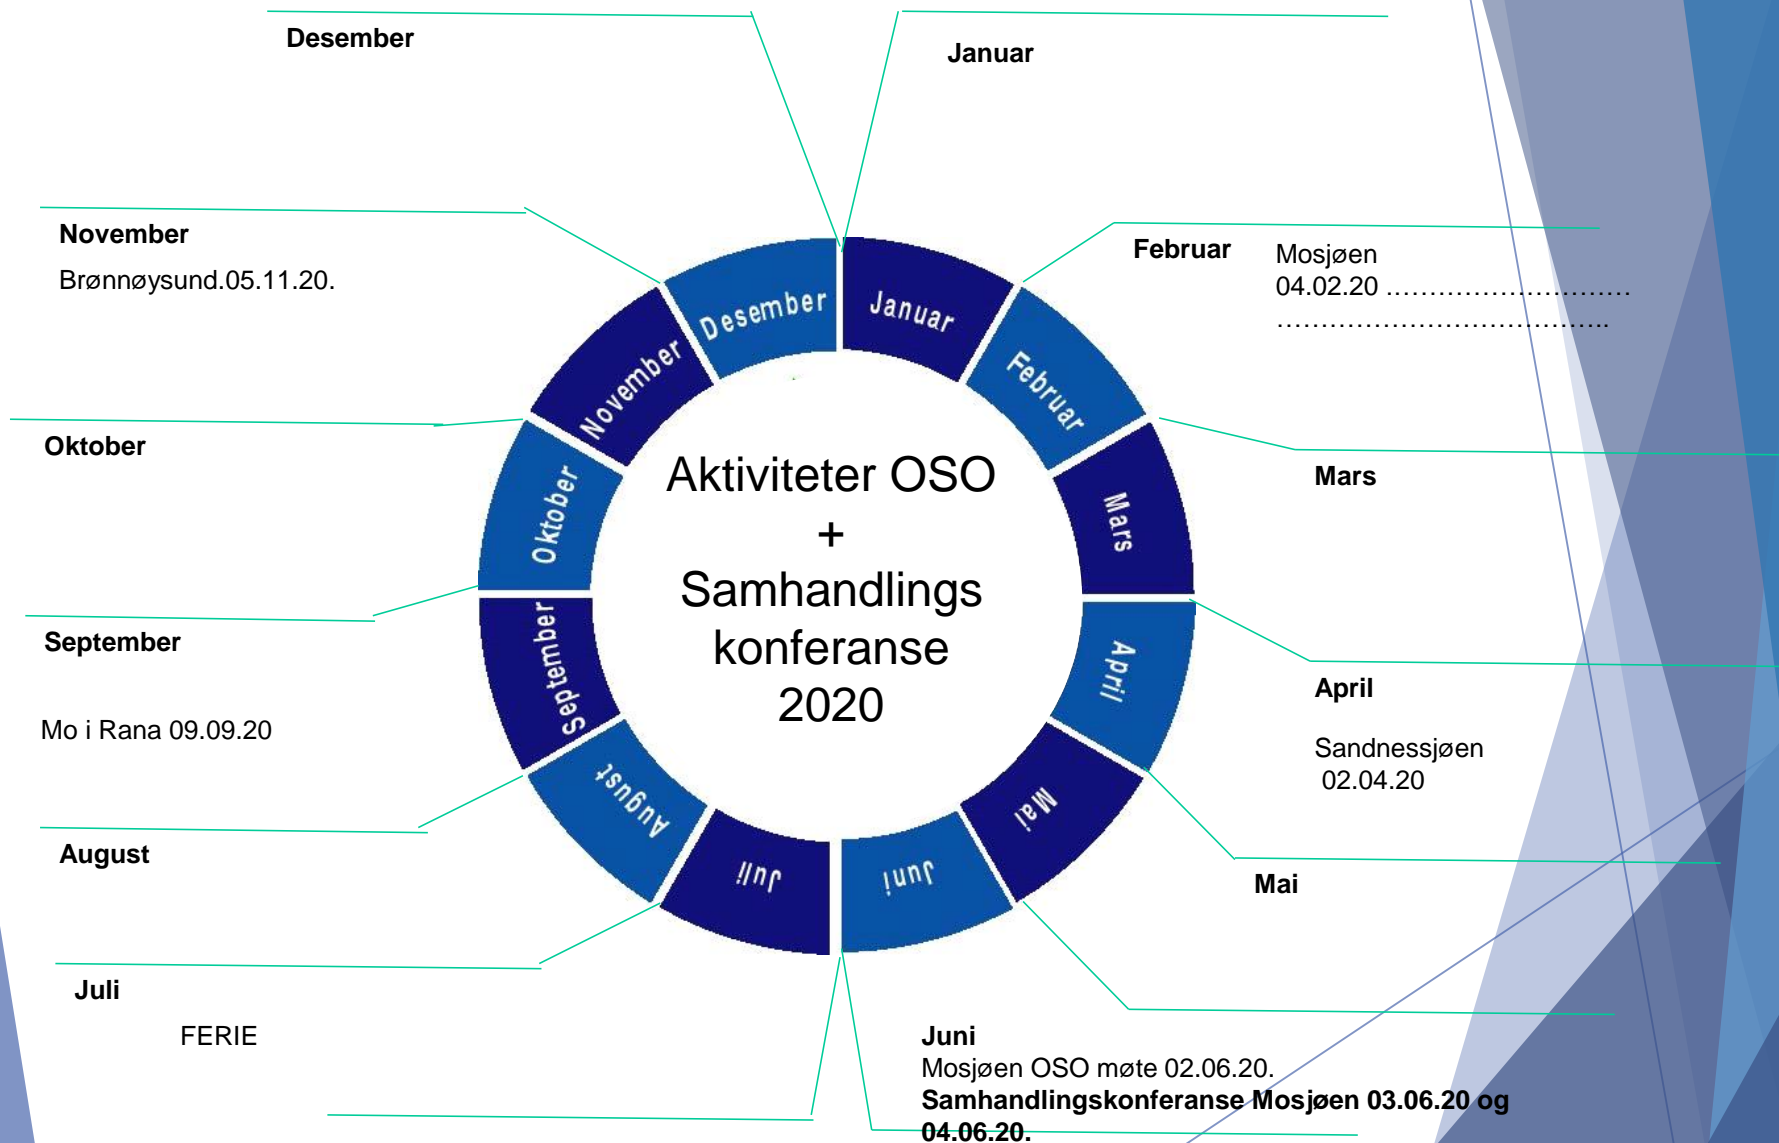 Desember
Januar
November
Brønnøysund.05.11.20.
Februar
Mosjøen
04.02.20 ..............................
........................................
Oktober
Mars
September
Mo i Rana 09.09.20
April
Sandnessjøen
02.04.20
August
Mai
Juli
FERIE
Juni
Mosjøen OSO møte 02.06.20.
Samhandlingskonferanse Mosjøen 03.06.20 og
04.06.20.
Januar
Februar
Mars
April
Mai
Juni
Juli
August
September
Oktober
November
Desember
Aktiviteter OSO
+
Samhandlings
konferanse
2020